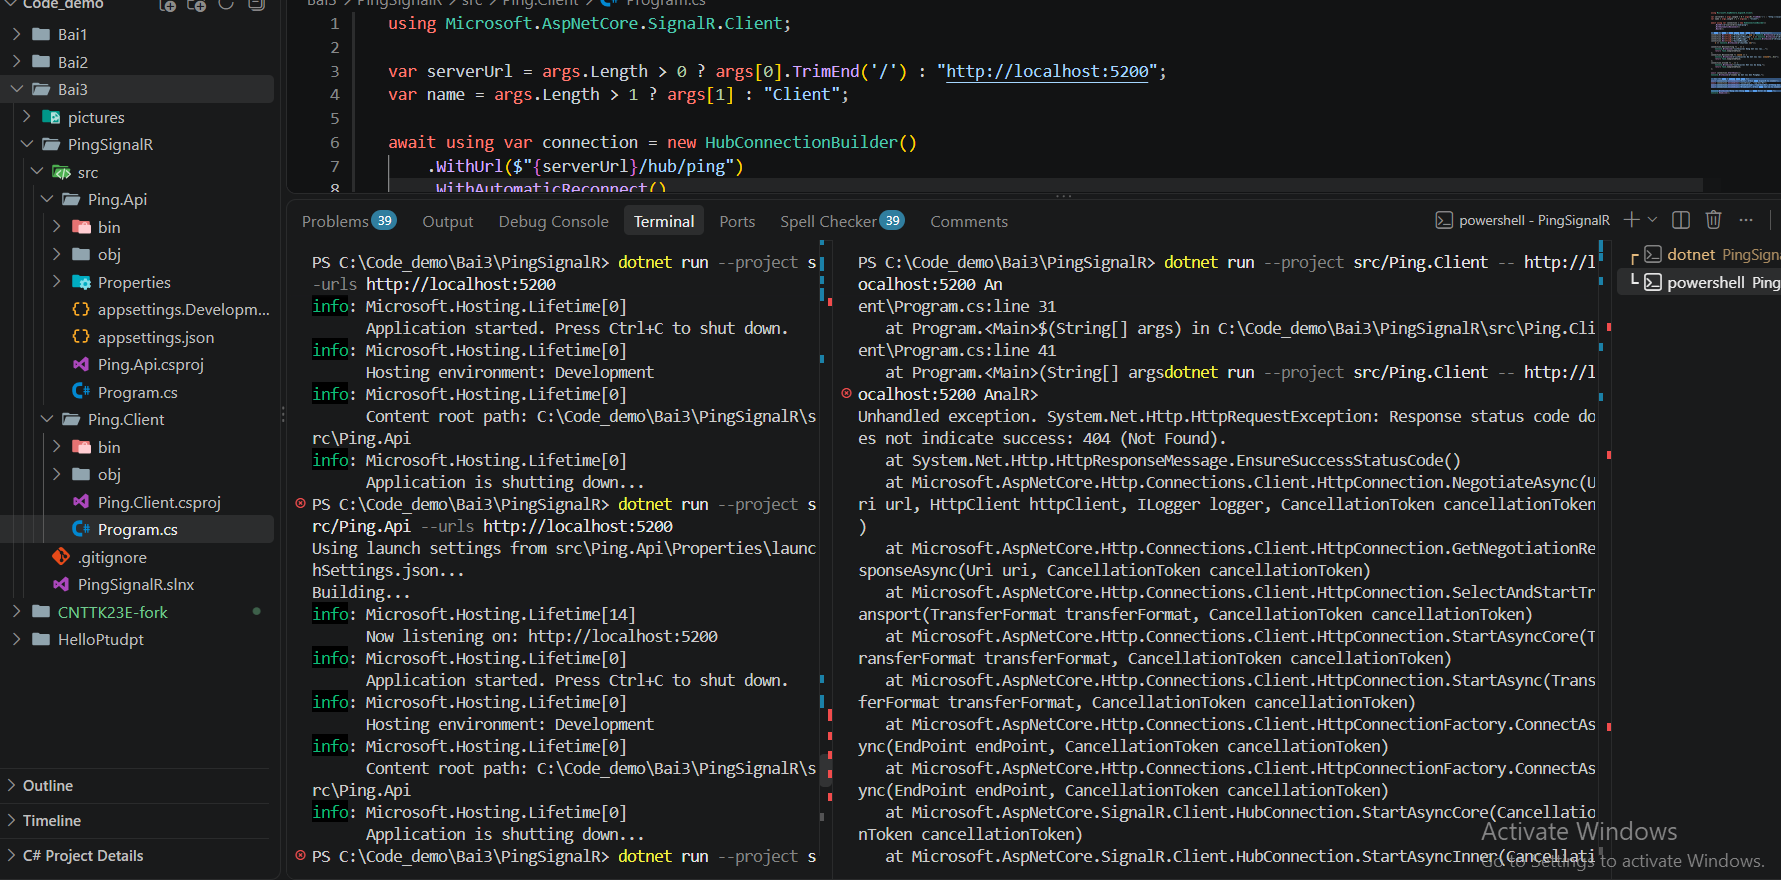 Code_demo
Bai1
Bai2
Bai3
pictures
PingSignalR
src
Ping.Api
bin
obj
Properties
appsettings.Developm...
appsettings.json
Ping.Api.csproj
C# Program.cs
Ping.Client
bin
obj
Ping.Client.csproj
C# Program.cs
.gitignore
PingSignalR.slnx
CNTTK23E-fork
HelloPtudpt
Outline
Timeline
C# Project Details
Bai3 > PingSignalR > src > Ping.Client > C# Program.cs
1 using Microsoft.AspNetCore.SignalR.Client;
2
3 var serverUrl = args.Length > 0 ? args[0].TrimEnd('/') : "http://localhost:5200";
4 var name = args.Length > 1 ? args[1] : "Client";
5
6 await using var connection = new HubConnectionBuilder()
7 .WithUrl($"{serverUrl}/hub/ping")
8 .WithAutomaticReconnect()
Problems 39 Output Debug Console Terminal Ports Spell Checker 39 Comments
powershell - PingSignalR
PS C:\Code_demo\Bai3\PingSignalR> dotnet run --project s
-urls http://localhost:5200
info: Microsoft.Hosting.Lifetime[0]
Application started. Press Ctrl+C to shut down.
info: Microsoft.Hosting.Lifetime[0]
Hosting environment: Development
info: Microsoft.Hosting.Lifetime[0]
Content root path: C:\Code_demo\Bai3\PingSignalR\s
rc\Ping.Api
info: Microsoft.Hosting.Lifetime[0]
Application is shutting down...
PS C:\Code_demo\Bai3\PingSignalR> dotnet run --project s
rc/Ping.Api --urls http://localhost:5200
Using launch settings from src\Ping.Api\Properties\launc
hSettings.json...
Building...
info: Microsoft.Hosting.Lifetime[14]
Now listening on: http://localhost:5200
info: Microsoft.Hosting.Lifetime[0]
Application started. Press Ctrl+C to shut down.
info: Microsoft.Hosting.Lifetime[0]
Hosting environment: Development
info: Microsoft.Hosting.Lifetime[0]
Content root path: C:\Code_demo\Bai3\PingSignalR\s
rc\Ping.Api
info: Microsoft.Hosting.Lifetime[0]
Application is shutting down...
PS C:\Code_demo\Bai3\PingSignalR> dotnet run --project s
PS C:\Code_demo\Bai3\PingSignalR> dotnet run --project src/Ping.Client -- http://l
ocalhost:5200 An
ent\Program.cs:line 31
at Program.<Main>$(String[] args) in C:\Code_demo\Bai3\PingSignalR\src\Ping.Cli
ent\Program.cs:line 41
at Program.<Main>(String[] argsdotnet run --project src/Ping.Client -- http://l
ocalhost:5200 AnalR>
Unhandled exception. System.Net.Http.HttpRequestException: Response status code do
es not indicate success: 404 (Not Found).
at System.Net.Http.HttpResponseMessage.EnsureSuccessStatusCode()
at Microsoft.AspNetCore.Http.Connections.Client.HttpConnection.NegotiateAsync(U
ri url, HttpClient httpClient, ILogger logger, CancellationToken cancellationToken
)
at Microsoft.AspNetCore.Http.Connections.Client.HttpConnection.GetNegotiationRe
sponseAsync(Uri uri, CancellationToken cancellationToken)
at Microsoft.AspNetCore.Http.Connections.Client.HttpConnection.SelectAndStartTr
ansport(TransferFormat transferFormat, CancellationToken cancellationToken)
at Microsoft.AspNetCore.Http.Connections.Client.HttpConnection.StartAsyncCore(T
ransferFormat transferFormat, CancellationToken cancellationToken)
at Microsoft.AspNetCore.Http.Connections.Client.HttpConnection.StartAsync(Trans
ferFormat transferFormat, CancellationToken cancellationToken)
at Microsoft.AspNetCore.Http.Connections.Client.HttpConnectionFactory.ConnectAs
ync(EndPoint endPoint, CancellationToken cancellationToken)
at Microsoft.AspNetCore.Http.Connections.Client.HttpConnectionFactory.ConnectAs
ync(EndPoint endPoint, CancellationToken cancellationToken)
at Microsoft.AspNetCore.SignalR.Client.HubConnection.StartAsyncCore(Cancellatio
nToken cancellationToken)
at Microsoft.AspNetCore.SignalR.Client.HubConnection.StartAsyncInner(Cancellati
dotnet PingSigna
powershell Ping
Activate Windows
Go to Settings to activate Windows.